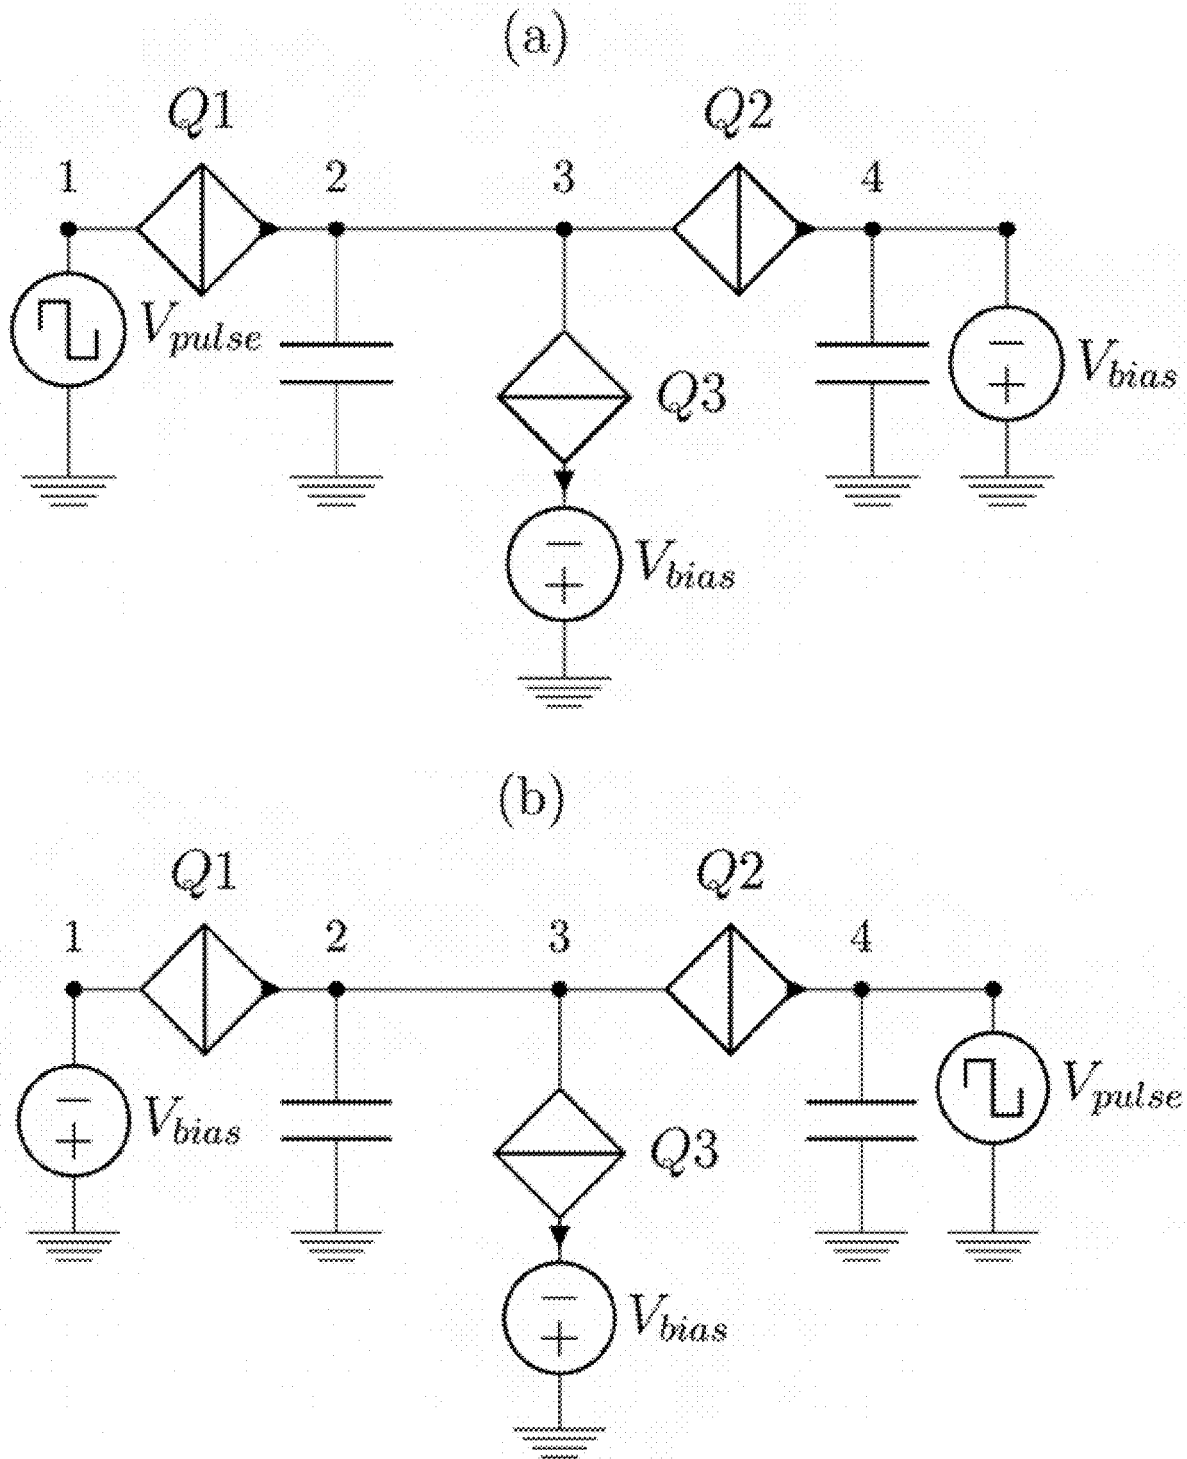 (a)
Q1 Q2
1 2 3 4
V_pulse V_bias
Q3
V_bias
(b)
Q1 Q2
1 2 3 4
V_bias V_pulse
Q3
V_bias